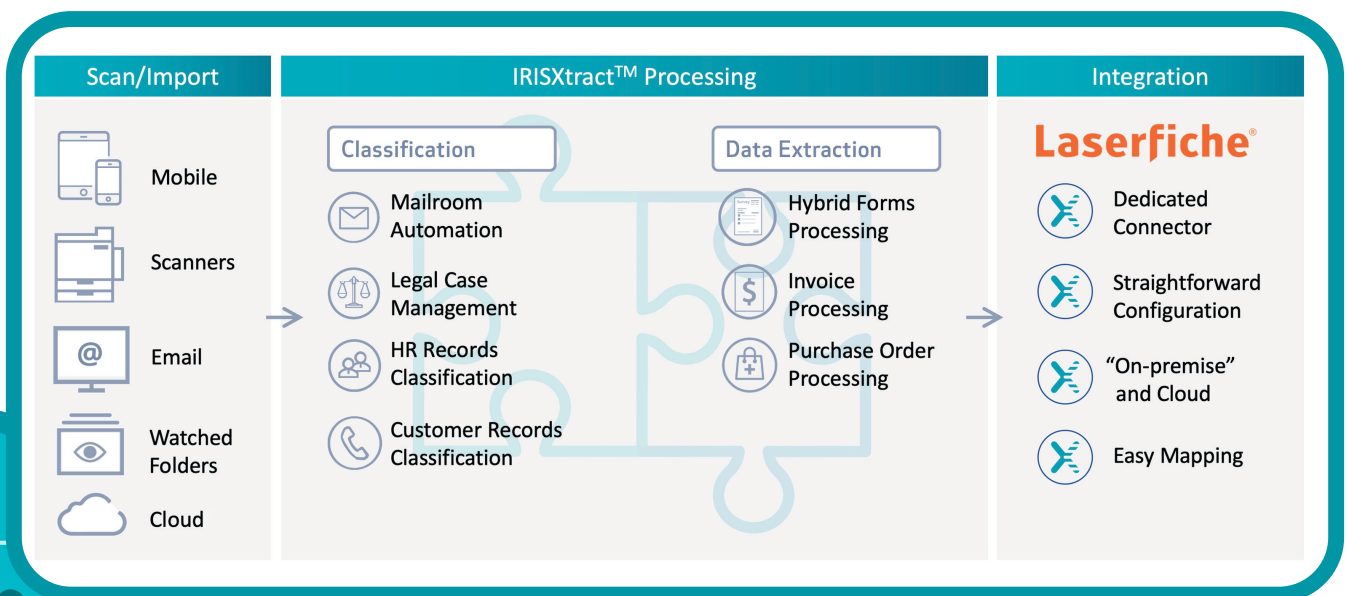 Scan/Import
Mobile
Scanners
@
Email
Watched
Folders
Cloud
IRISXtract™ Processing
Classification
Mailroom
Automation
Legal Case
Management
HR Records
Classification
Customer Records
Classification
Data Extraction
Hybrid Forms
Processing
$
Invoice
Processing
Purchase Order
Processing
Integration
Laserfiche®
Dedicated
Connector
Straightforward
Configuration
“On-premise”
and Cloud
Easy Mapping